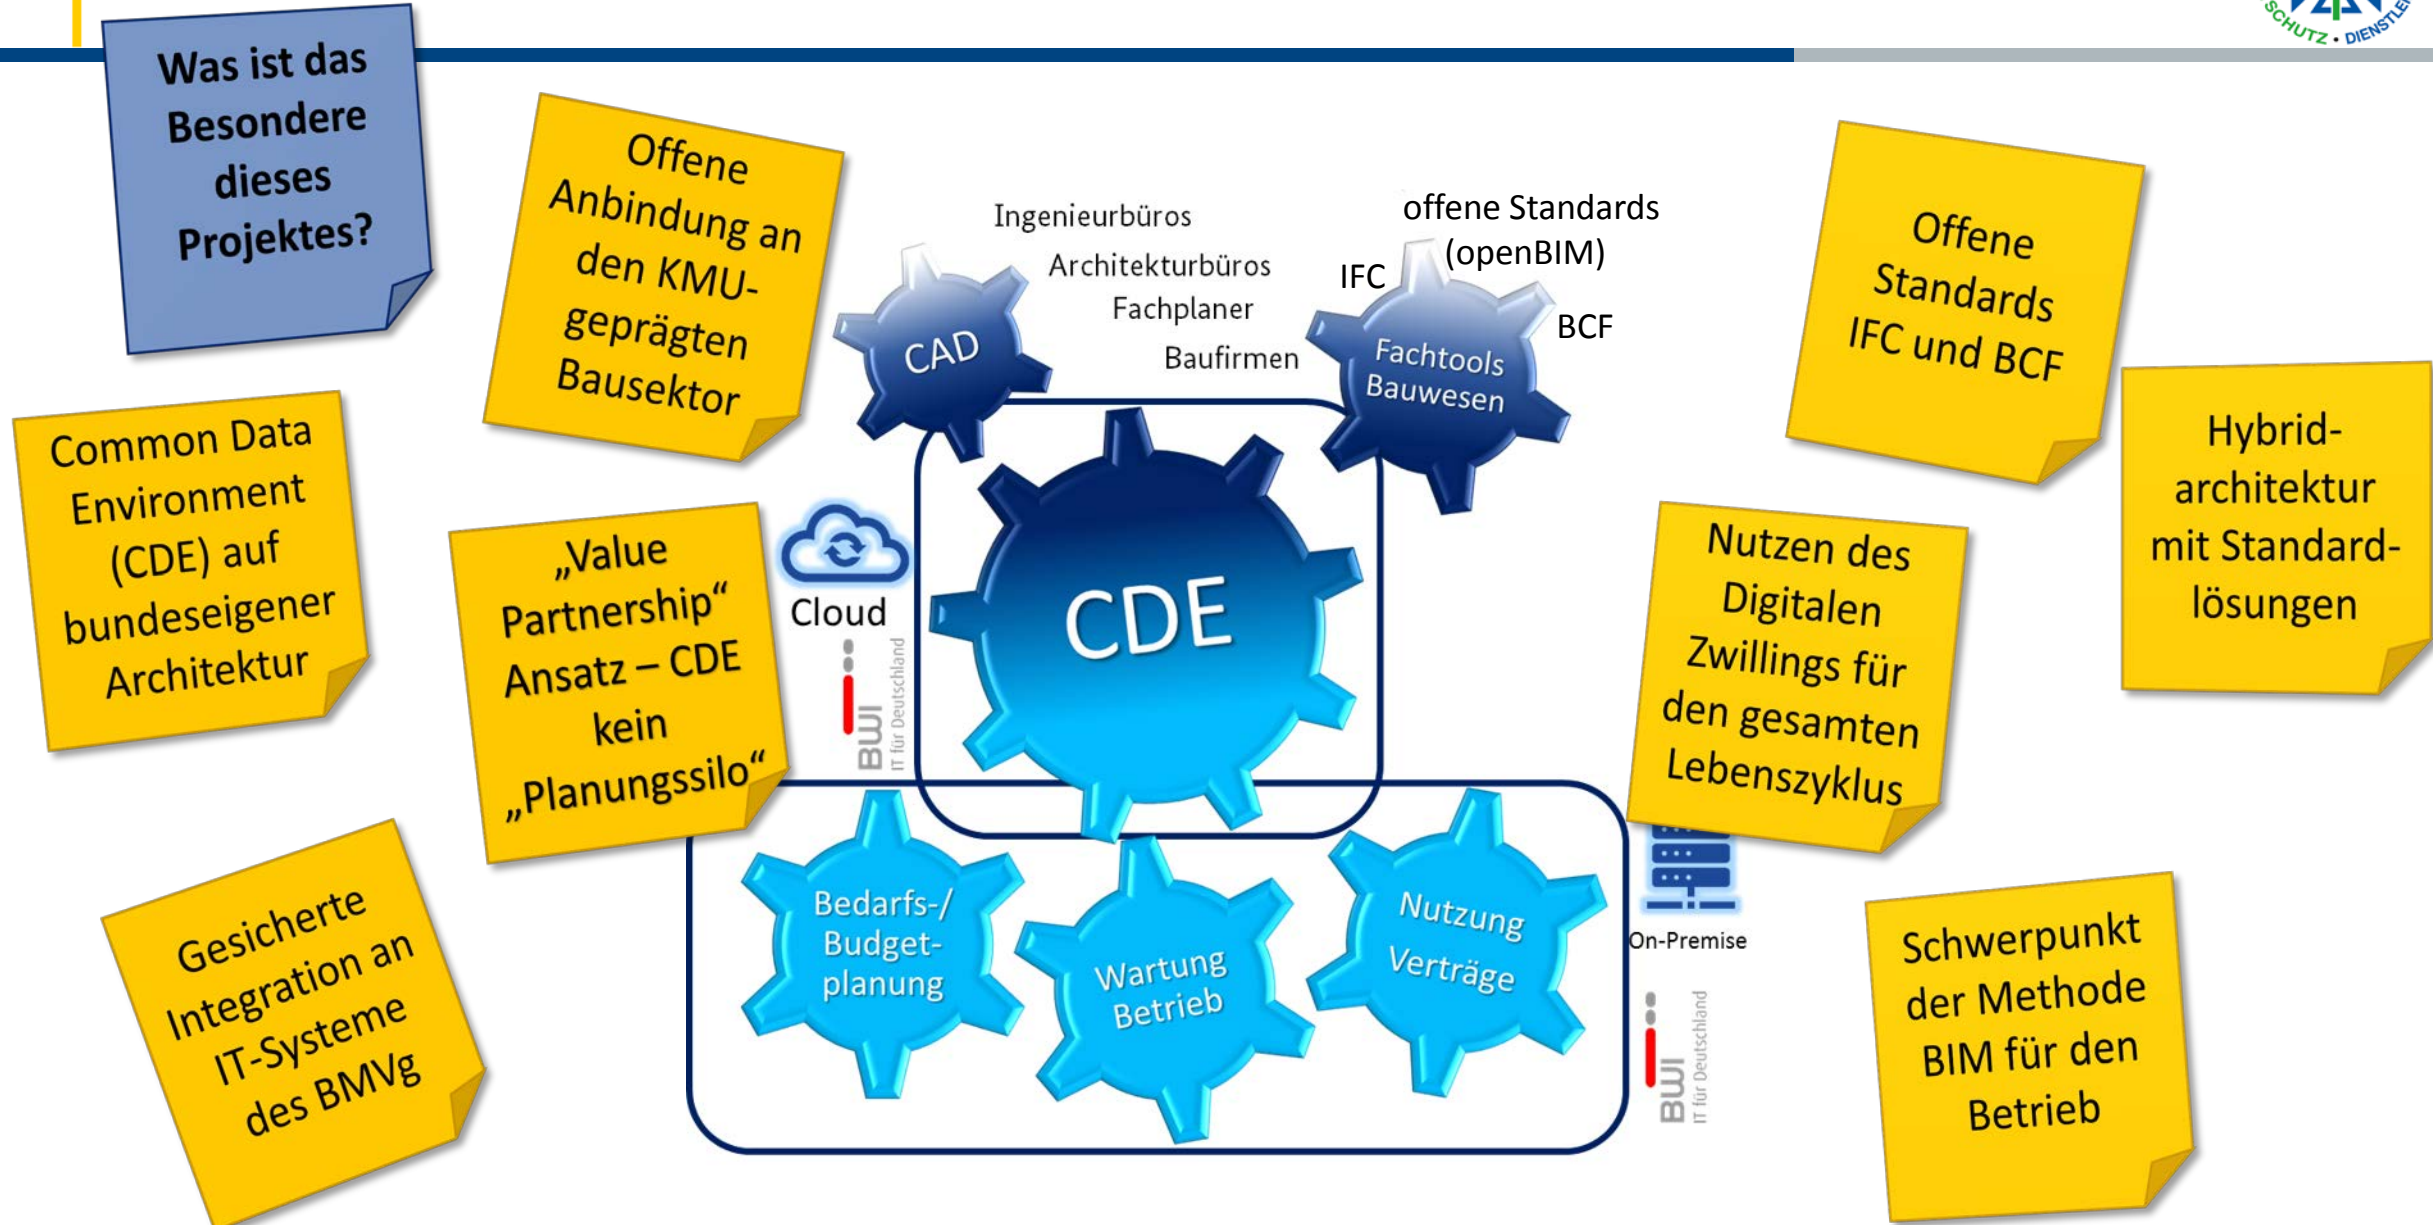 SCHUTZ • DIENSTLE
Was ist das
Besondere
dieses
Projektes?
Offene
Anbindung an
den KMU-
geprägten
Bausektor
Common Data
Environment
(CDE) auf
bundeseigener
Architektur
„Value
Partnership“
Ansatz – CDE
kein
„Planungssilo“
Gesicherte
Integration an
IT-Systeme
des BMVg
Ingenieurbüros
Architekturbüros
Fachplaner
Baufirmen
offene Standards
(openBIM)
IFC
BCF
CAD
Fachtools
Bauwesen
CDE
Cloud
BWI
IT für Deutschland
Bedarfs-/
Budget-
planung
Wartung
Betrieb
Nutzung
Verträge
On-Premise
BWI
IT für Deutschland
Offene
Standards
IFC und BCF
Hybrid-
architektur
mit Standard-
lösungen
Nutzen des
Digitalen
Zwillings für
den gesamten
Lebenszyklus
Schwerpunkt
der Methode
BIM für den
Betrieb